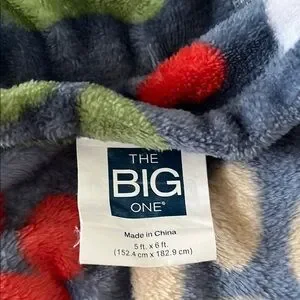 THE
BIG
ONE®
Made in China
5 ft. x 6 ft.
(152.4 cm x 182.9 cm)